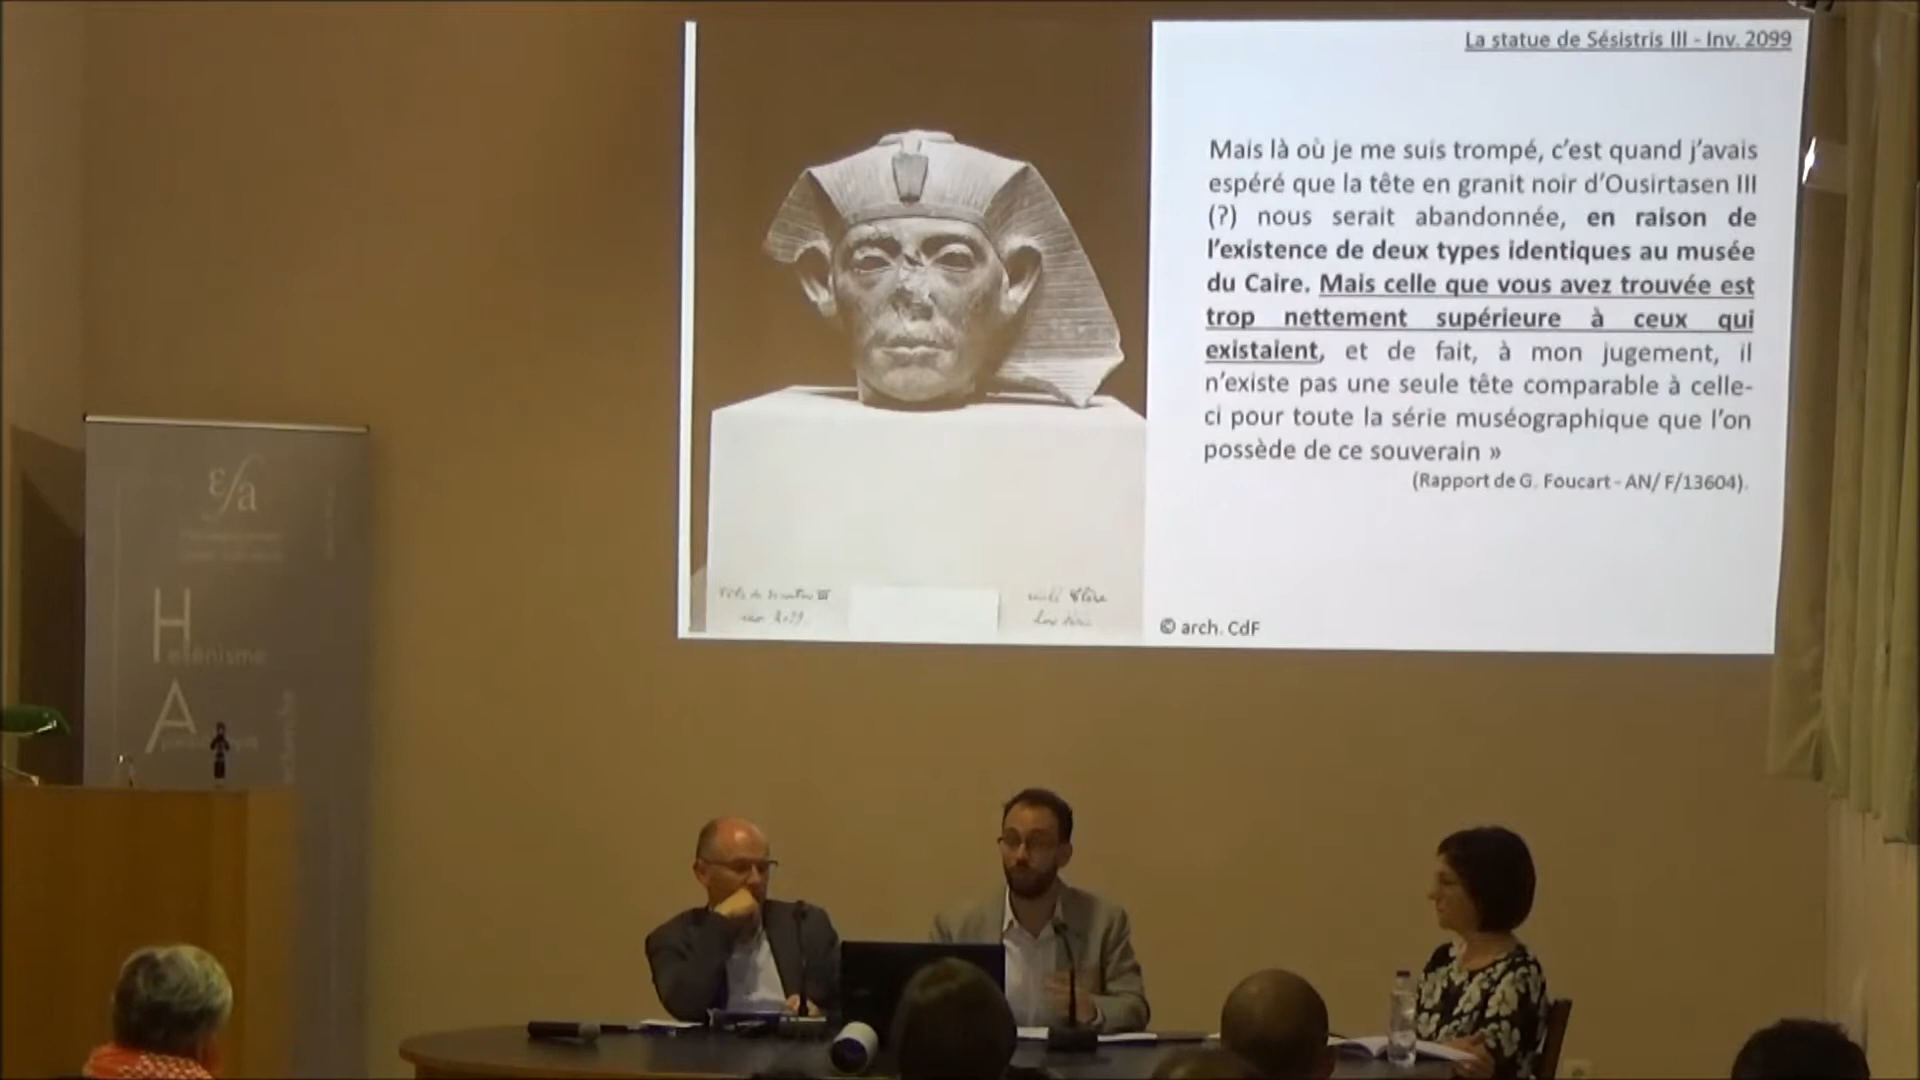 La statue de Sésistris III - Inv. 2099
Mais là où je me suis trompé, c'est quand j'avais
espéré que la tête en granit noir d'Ousirtasen III
(?) nous serait abandonnée, en raison de
l'existence de deux types identiques au musée
du Caire. Mais celle que vous avez trouvée est
trop nettement supérieure à ceux qui
existaient, et de fait, à mon jugement, il
n'existe pas une seule tête comparable à celle-
ci pour toute la série muséographique que l'on
possède de ce souverain »
(Rapport de G. Foucart - AN/ F/13604).
III
© arch. CdF
εfa
Hellénisme
A